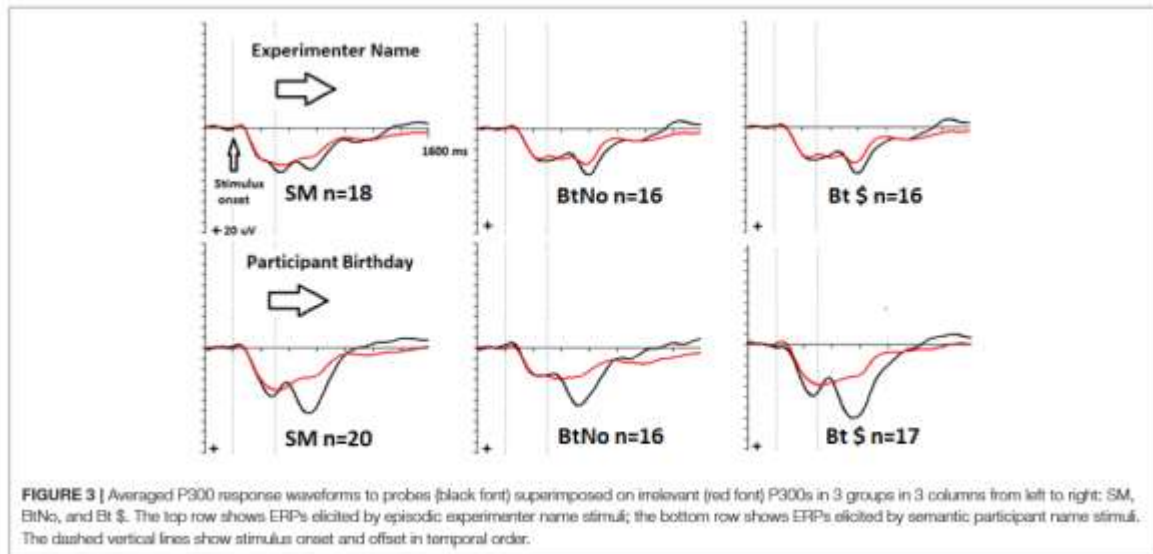 Experimenter Name
1600 ms
Stimulus
onset
SM n=18
BtNo n=16
Bt $ n=16
+ 20 uV
+
+
Participant Birthday
SM n=20
BtNo n=16
Bt $ n=17
+
+
+
FIGURE 3 | Averaged P300 response waveforms to probes (black font) superimposed on irrelevant (red font) P300s in 3 groups in 3 columns from left to right: SM,
BtNo, and Bt $. The top row shows ERPs elicited by episodic experimenter name stimuli; the bottom row shows ERPs elicited by semantic participant name stimuli.
The dashed vertical lines show stimulus onset and offset in temporal order.